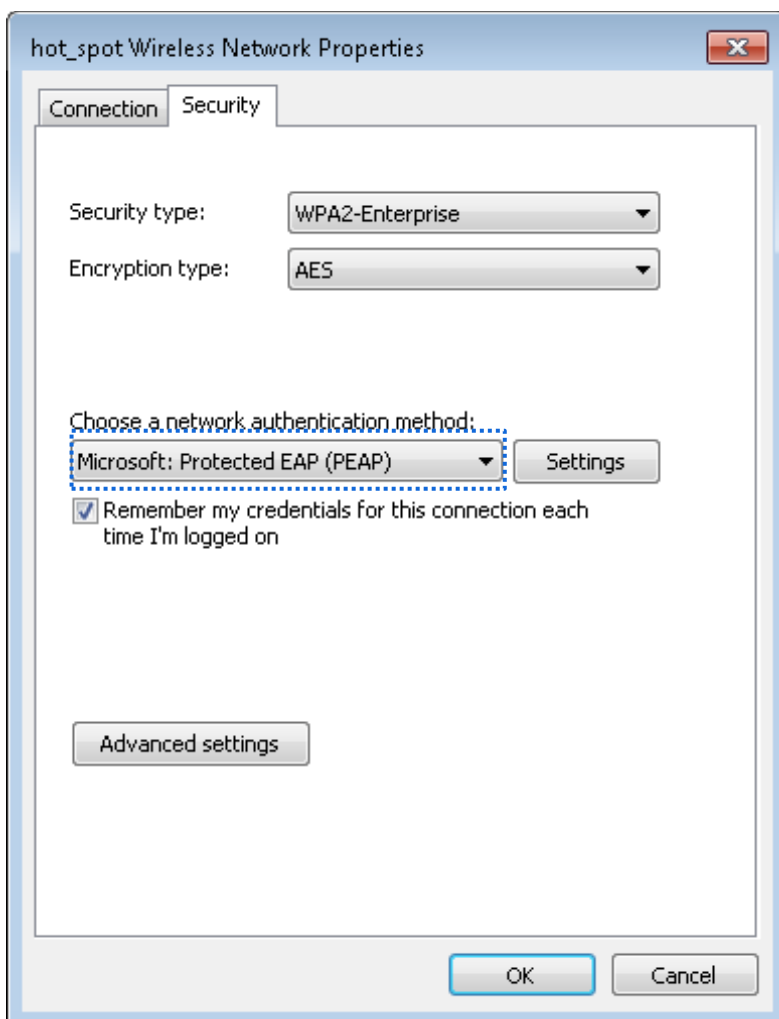 hot_spot Wireless Network Properties
Connection
Security
Security type:
WPA2-Enterprise
Encryption type:
AES
Choose a network authentication method:
Microsoft: Protected EAP (PEAP)
Settings
Remember my credentials for this connection each
time I'm logged on
Advanced settings
OK
Cancel